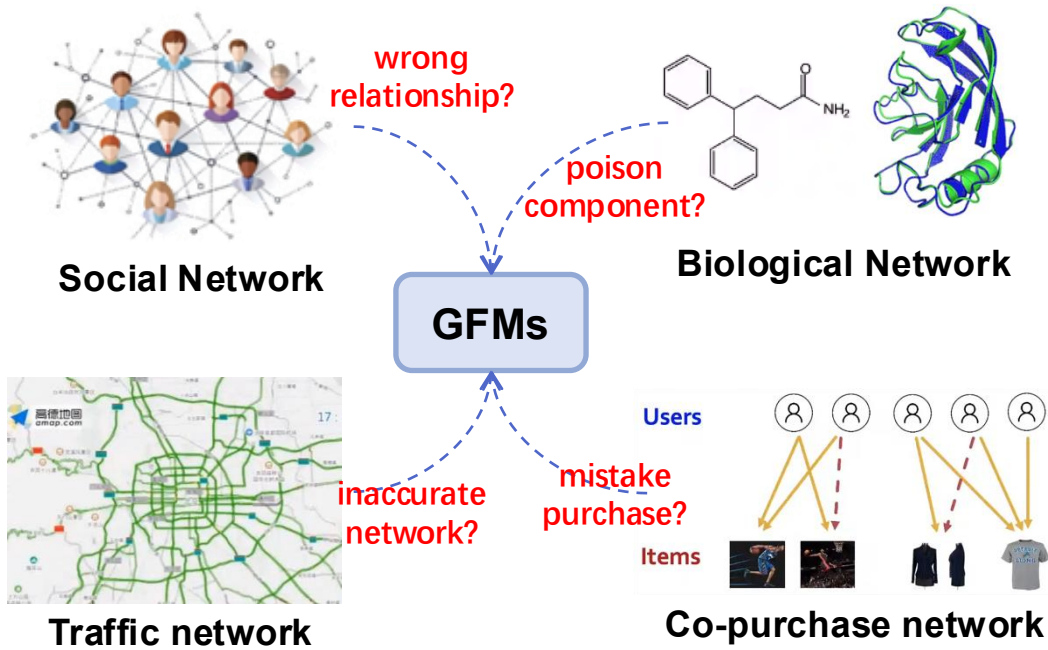 wrong
relationship?
O
NH₂
poison
component?
Social Network
Biological Network
GFMs
高德地图
amap.com
17:
Users
inaccurate
network?
mistake
purchase?
Items
Traffic network
Co-purchase network